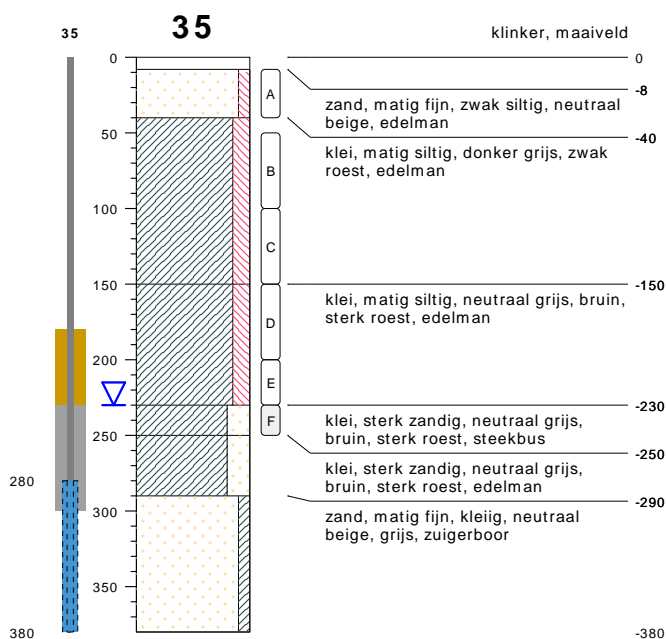 35
35
klinker, maaiveld
0
0
-8
A
zand, matig fijn, zwak siltig, neutraal
beige, edelman
-40
50
klei, matig siltig, donker grijs, zwak
roest, edelman
B
100
C
150
-150
klei, matig siltig, neutraal grijs, bruin,
sterk roest, edelman
D
200
E
-230
F
klei, sterk zandig, neutraal grijs,
bruin, sterk roest, steekbus
250
-250
klei, sterk zandig, neutraal grijs,
bruin, sterk roest, edelman
280
-290
300
zand, matig fijn, kleiig, neutraal
beige, grijs, zuigerboor
350
380
-380